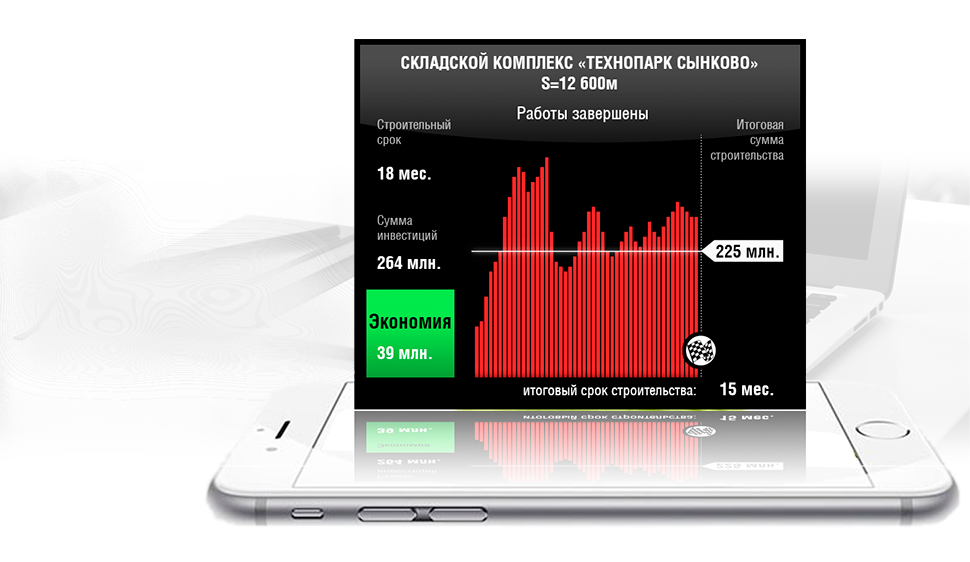 СКЛАДСКОЙ КОМПЛЕКС «ТЕХНОПАРК СЫНКОВО»
S=12 600м
Работы завершены
Строительный
срок
18 мес.
Сумма
инвестиций
264 млн.
Экономия
39 млн.
Итоговая
сумма
строительства
225 млн.
итоговый срок строительства:
15 мес.